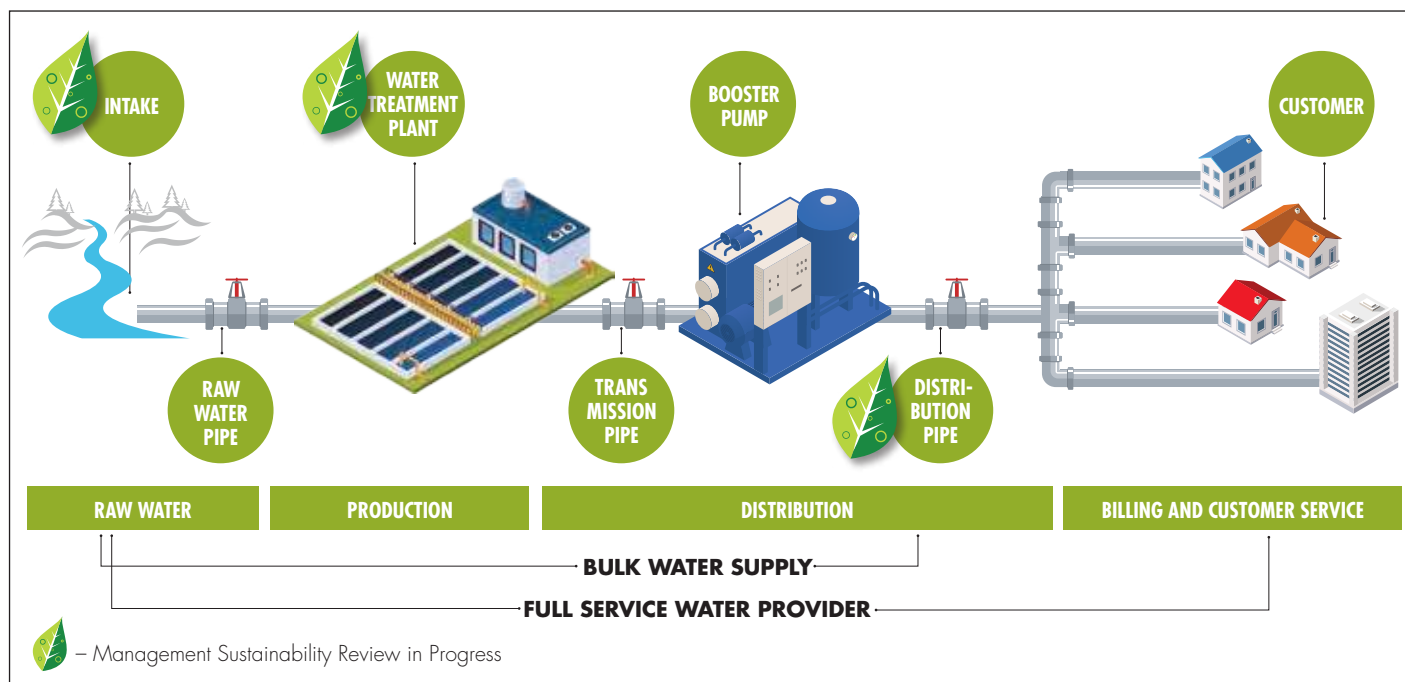 INTAKE
WATER
TREATMENT
PLANT
BOOSTER
PUMP
CUSTOMER
RAW
WATER
PIPE
TRANS
MISSION
PIPE
DISTRI-
BUTION
PIPE
RAW WATER
PRODUCTION
DISTRIBUTION
BILLING AND CUSTOMER SERVICE
BULK WATER SUPPLY
FULL SERVICE WATER PROVIDER
– Management Sustainability Review in Progress